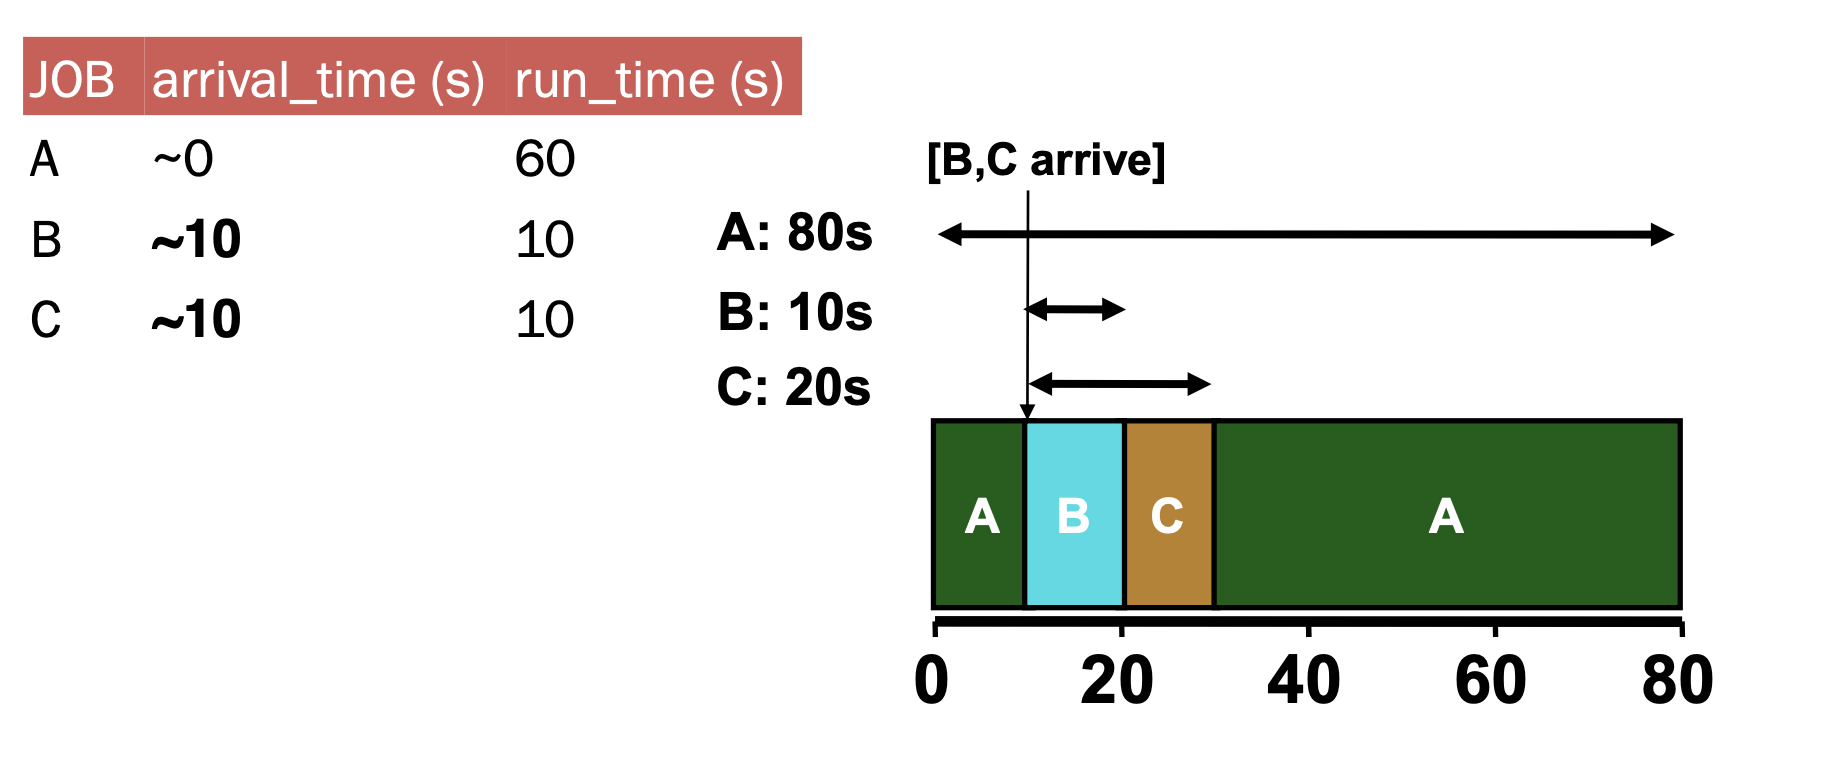 JOB arrival_time (s) run_time (s)
A ~0 60
B ~10 10
C ~10 10
[B,C arrive]
A: 80s
B: 10s
C: 20s
A B C A
0 20 40 60 80